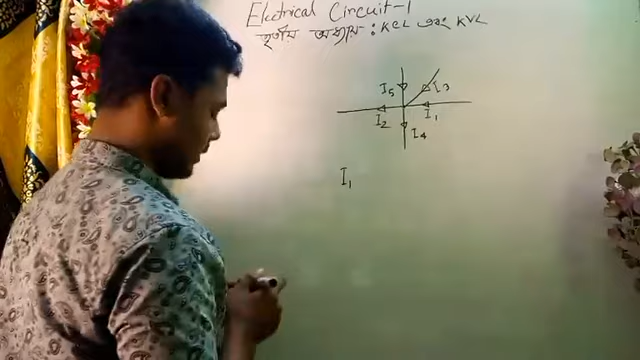 Electrical Circuit-1
তৃতীয় অধ্যায় : KCL এবং KVL
I₅ I₃
I₂ I₁
I₄
I₁